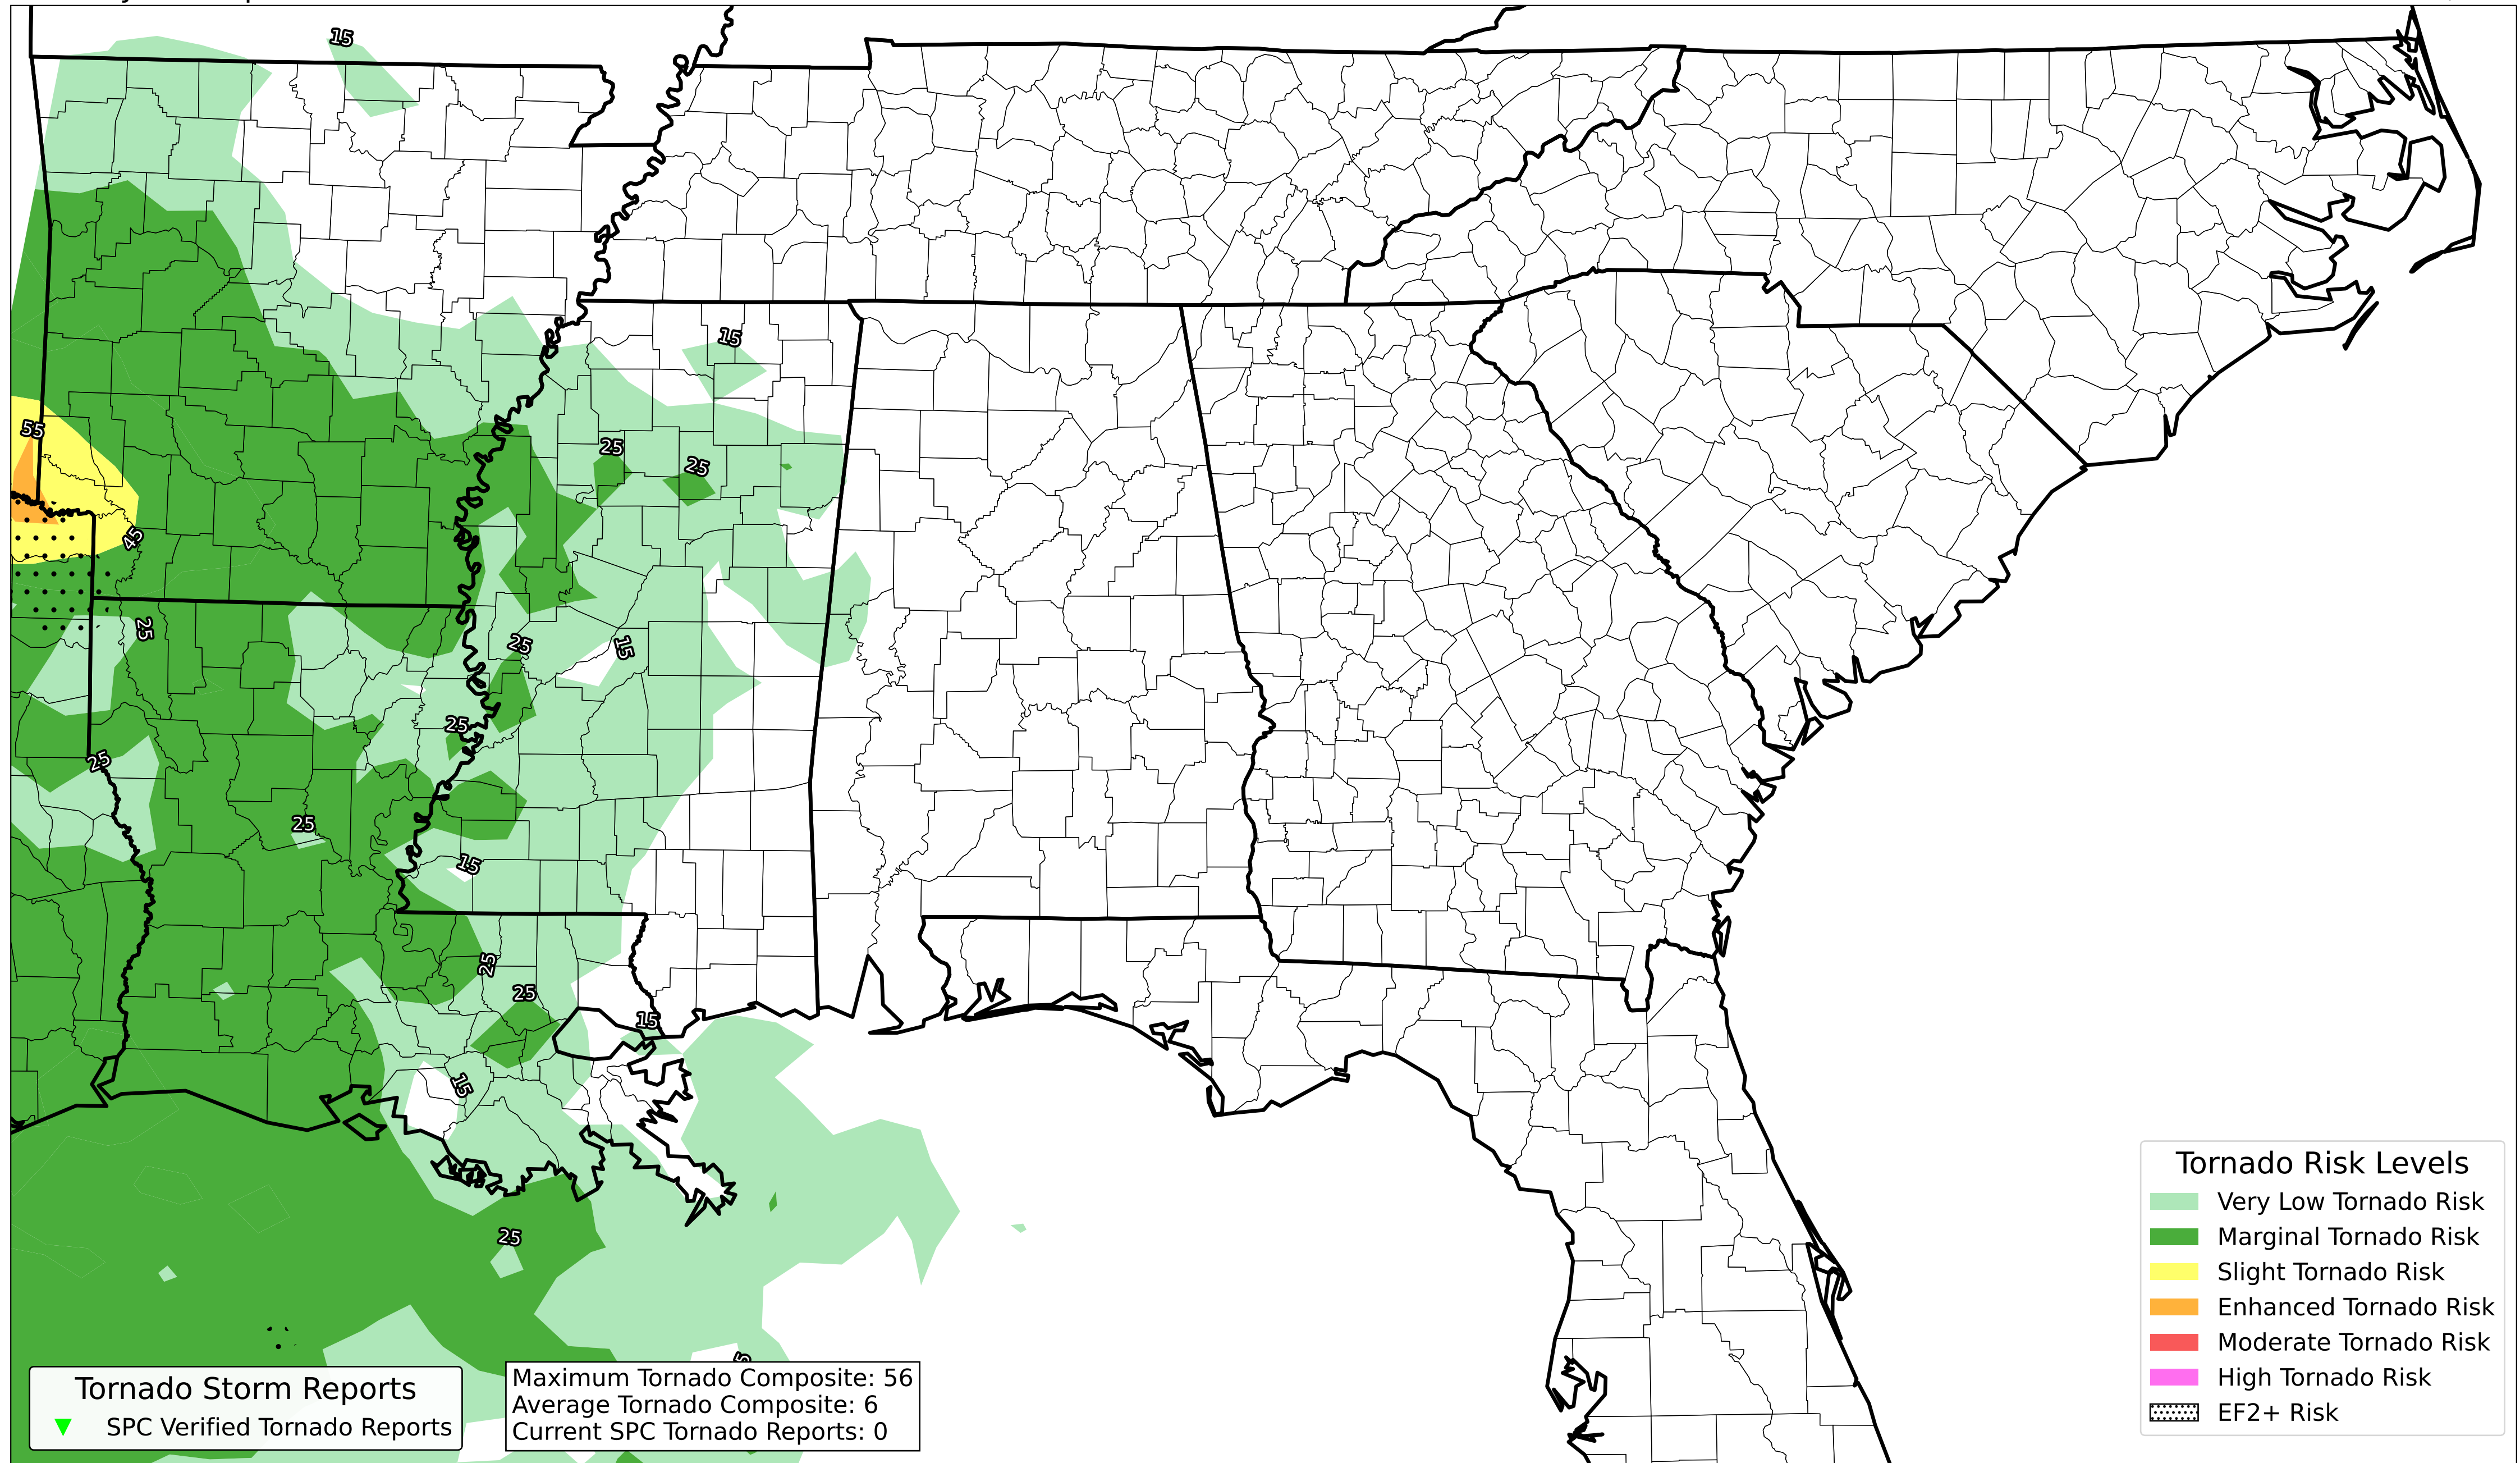 15
15
55
25
25
45
25
25
15
25
25
25
15
25
25
15
15
25
Tornado Risk Levels
Very Low Tornado Risk
Marginal Tornado Risk
Slight Tornado Risk
Enhanced Tornado Risk
Moderate Tornado Risk
High Tornado Risk
EF2+ Risk
Tornado Storm Reports
SPC Verified Tornado Reports
Maximum Tornado Composite: 56
Average Tornado Composite: 6
Current SPC Tornado Reports: 0